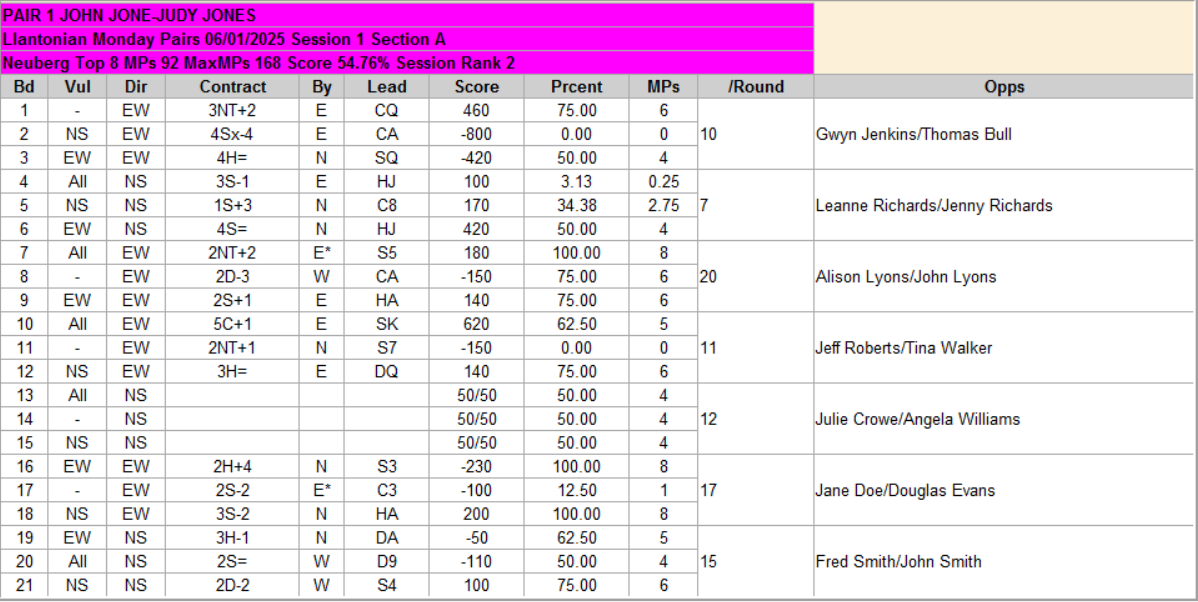 PAIR 1 JOHN JONE-JUDY JONES
Llantonian Monday Pairs 06/01/2025 Session 1 Section A
Neuberg Top 8 MPs 92 MaxMPs 168 Score 54.76% Session Rank 2
Bd Vul Dir Contract By Lead Score Prcent MPs /Round Opps
1 - EW 3NT+2 E CQ 460 75.00 6
2 NS EW 4Sx-4 E CA -800 0.00 0 10 Gwyn Jenkins/Thomas Bull
3 EW EW 4H= N SQ -420 50.00 4
4 All NS 3S-1 E HJ 100 3.13 0.25
5 NS NS 1S+3 N C8 170 34.38 2.75 7 Leanne Richards/Jenny Richards
6 EW NS 4S= N HJ 420 50.00 4
7 All EW 2NT+2 E* S5 180 100.00 8
8 - EW 2D-3 W CA -150 75.00 6 20 Alison Lyons/John Lyons
9 EW EW 2S+1 E HA 140 75.00 6
10 All EW 5C+1 E SK 620 62.50 5
11 - EW 2NT+1 N S7 -150 0.00 0 11 Jeff Roberts/Tina Walker
12 NS EW 3H= E DQ 140 75.00 6
13 All NS 50/50 50.00 4
14 - NS 50/50 50.00 4 12 Julie Crowe/Angela Williams
15 NS NS 50/50 50.00 4
16 EW EW 2H+4 N S3 -230 100.00 8
17 - EW 2S-2 E* C3 -100 12.50 1 17 Jane Doe/Douglas Evans
18 NS EW 3S-2 N HA 200 100.00 8
19 EW NS 3H-1 N DA -50 62.50 5
20 All NS 2S= W D9 -110 50.00 4 15 Fred Smith/John Smith
21 NS NS 2D-2 W S4 100 75.00 6